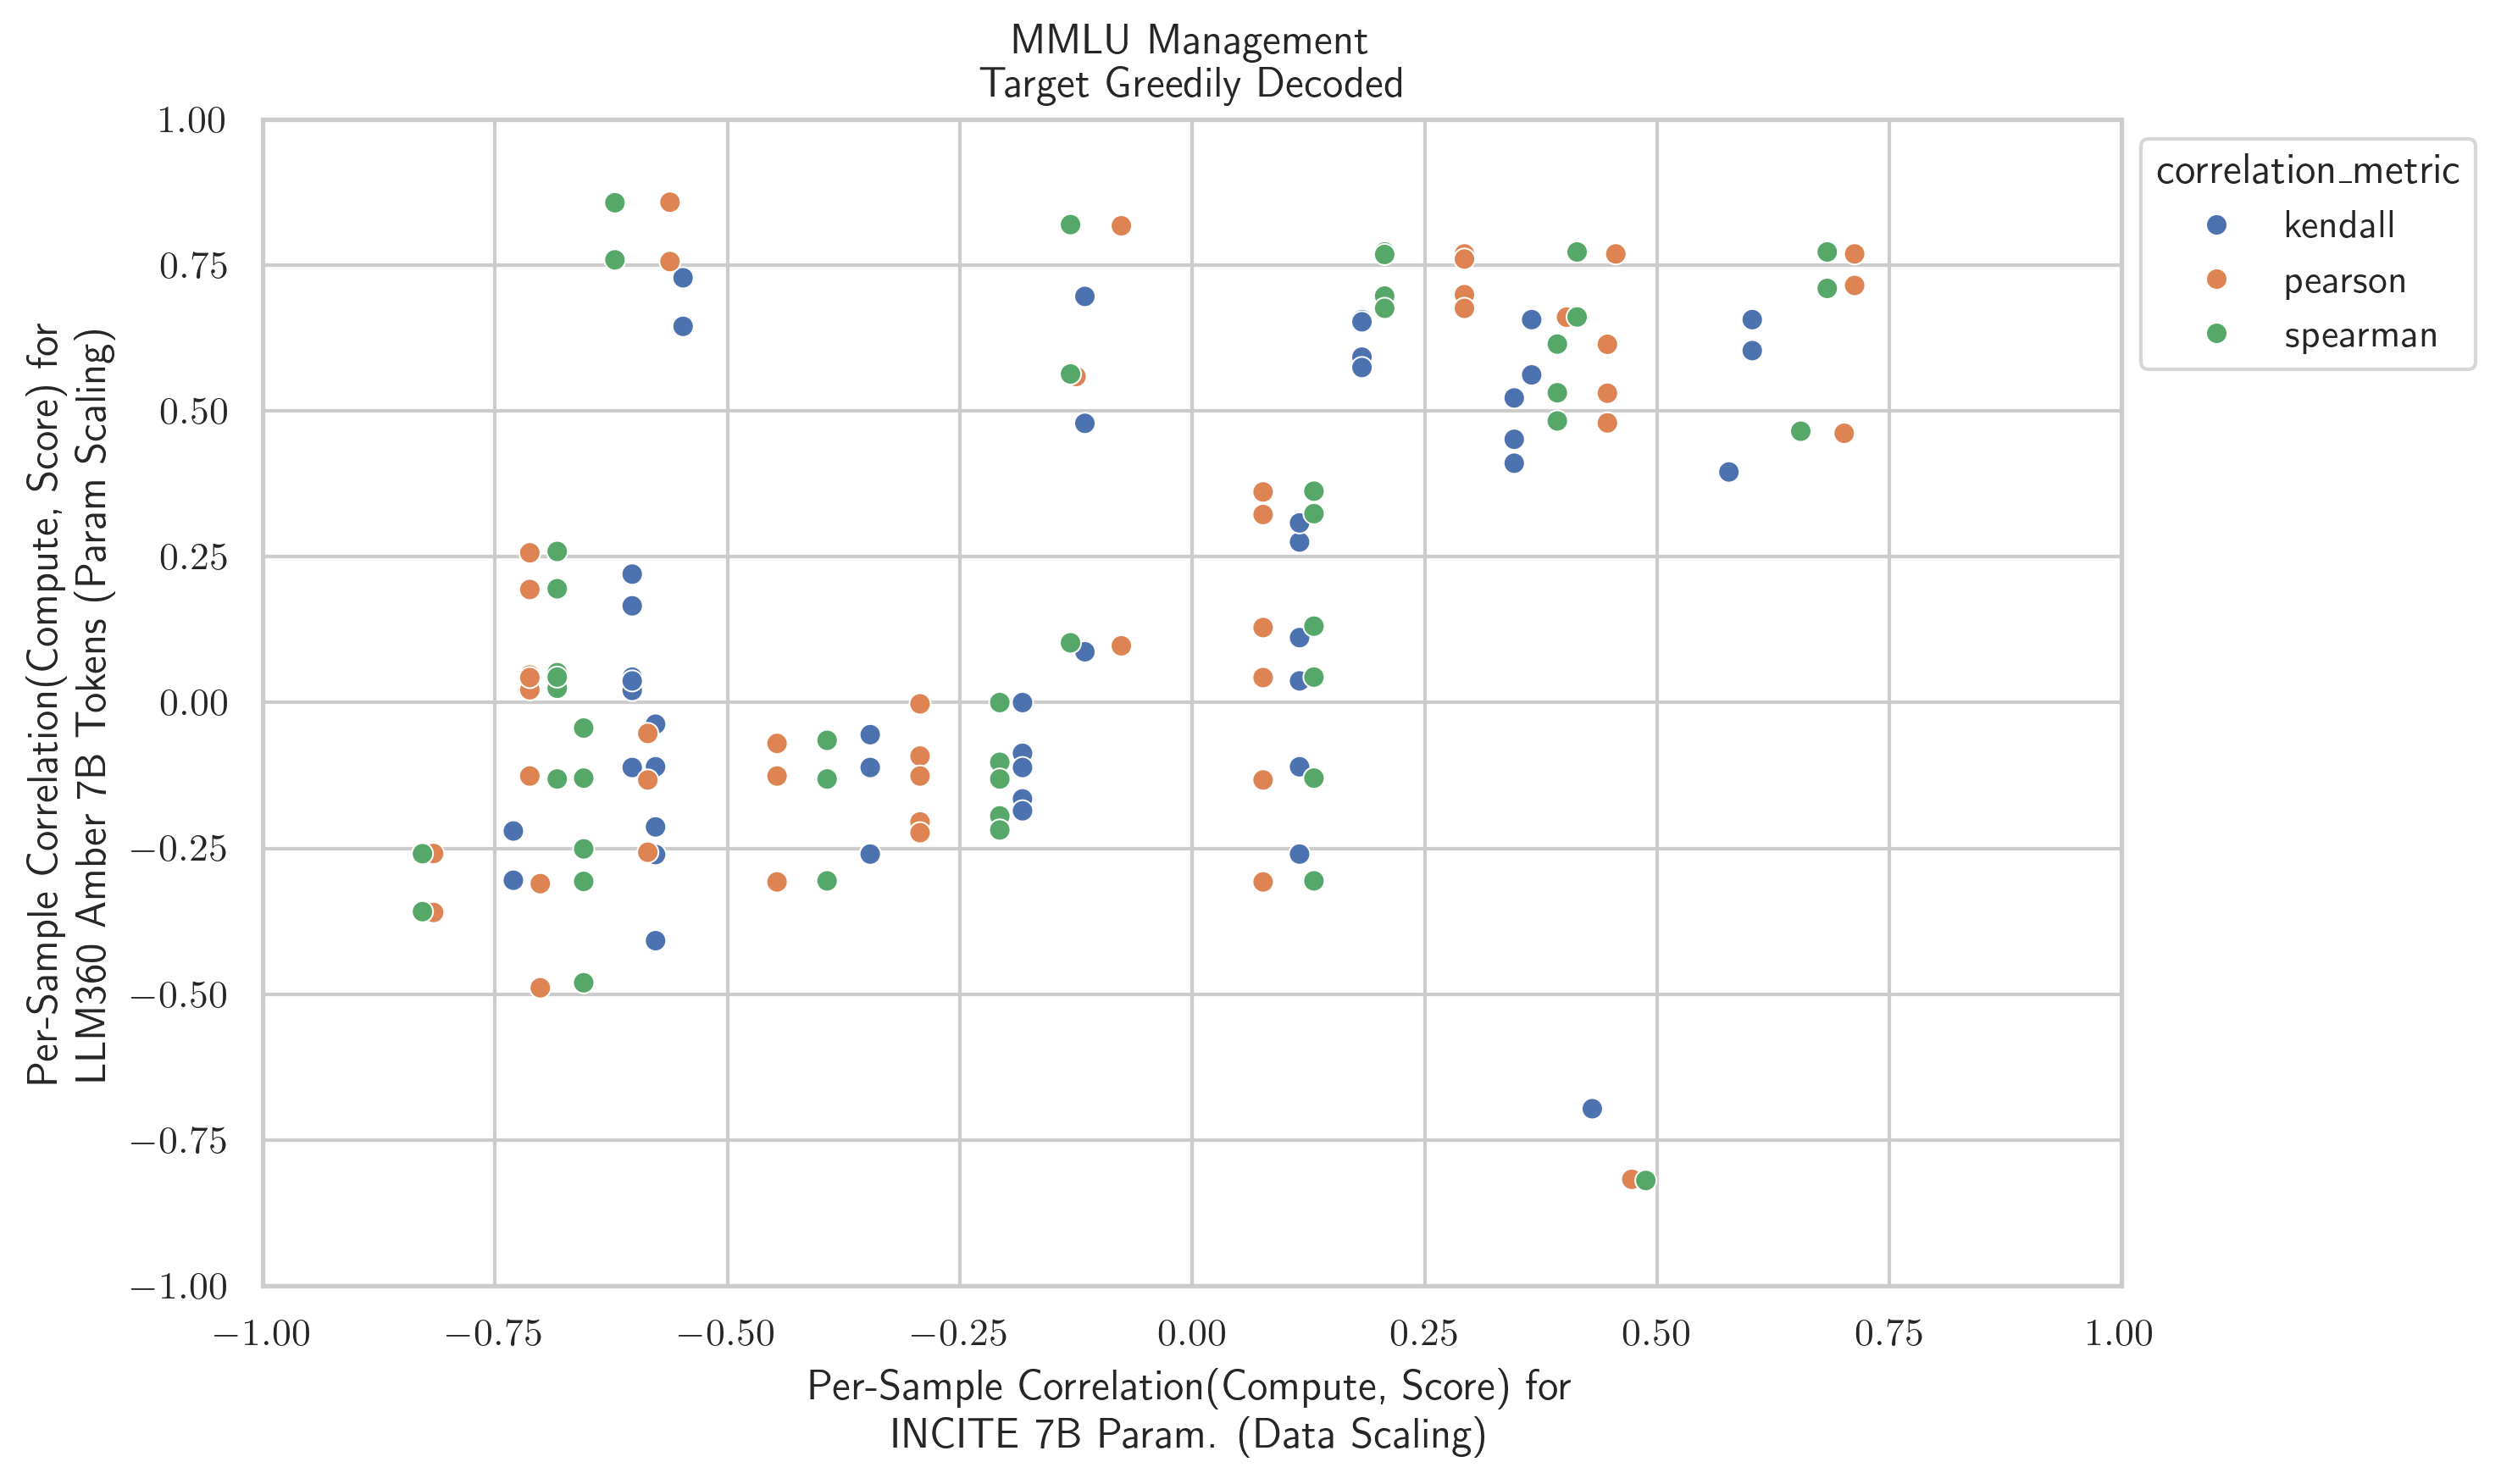 MMLU Management
Target Greedily Decoded
Per-Sample Correlation(Compute, Score) for
LLM360 Amber 7B Tokens (Param Scaling)
1.00
0.75
0.50
0.25
0.00
−0.25
−0.50
−0.75
−1.00
−1.00 −0.75 −0.50 −0.25 0.00 0.25 0.50 0.75 1.00
Per-Sample Correlation(Compute, Score) for
INCITE 7B Param. (Data Scaling)
correlation_metric
kendall
pearson
spearman